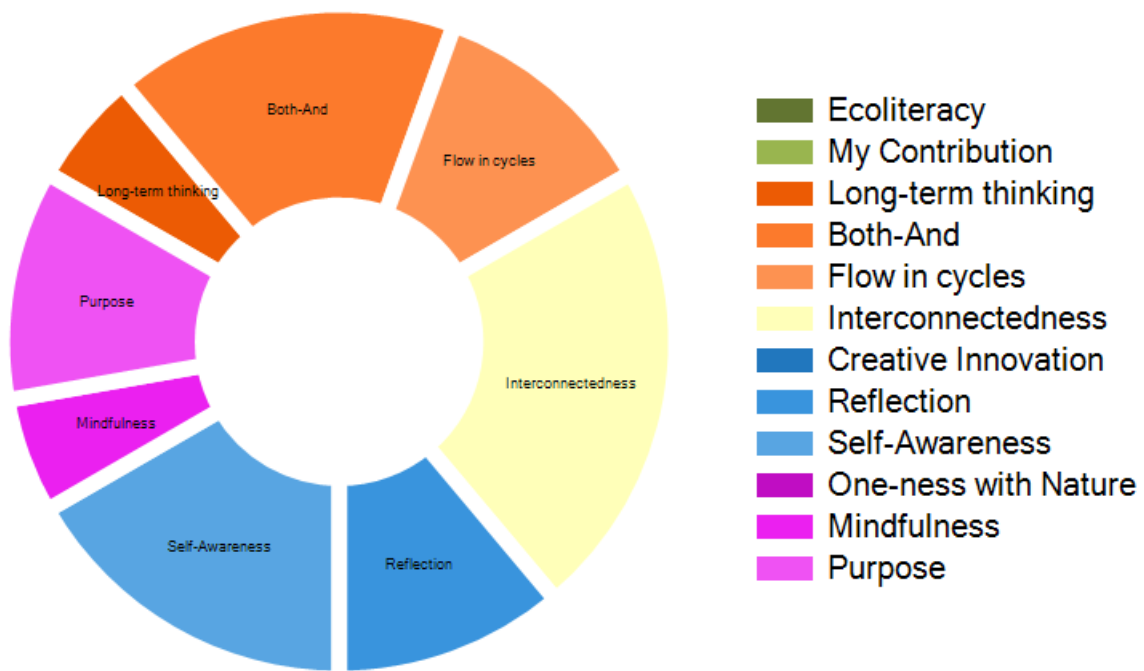 Both-And
Flow in cycles
Long-term thinking
Purpose
Interconnectedness
Mindfulness
Self-Awareness
Reflection
Ecoliteracy
My Contribution
Long-term thinking
Both-And
Flow in cycles
Interconnectedness
Creative Innovation
Reflection
Self-Awareness
One-ness with Nature
Mindfulness
Purpose